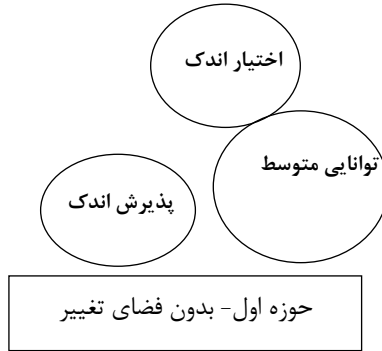 اختیار اندک
توانایی متوسط
پذیرش اندک
حوزه اول- بدون فضای تغییر